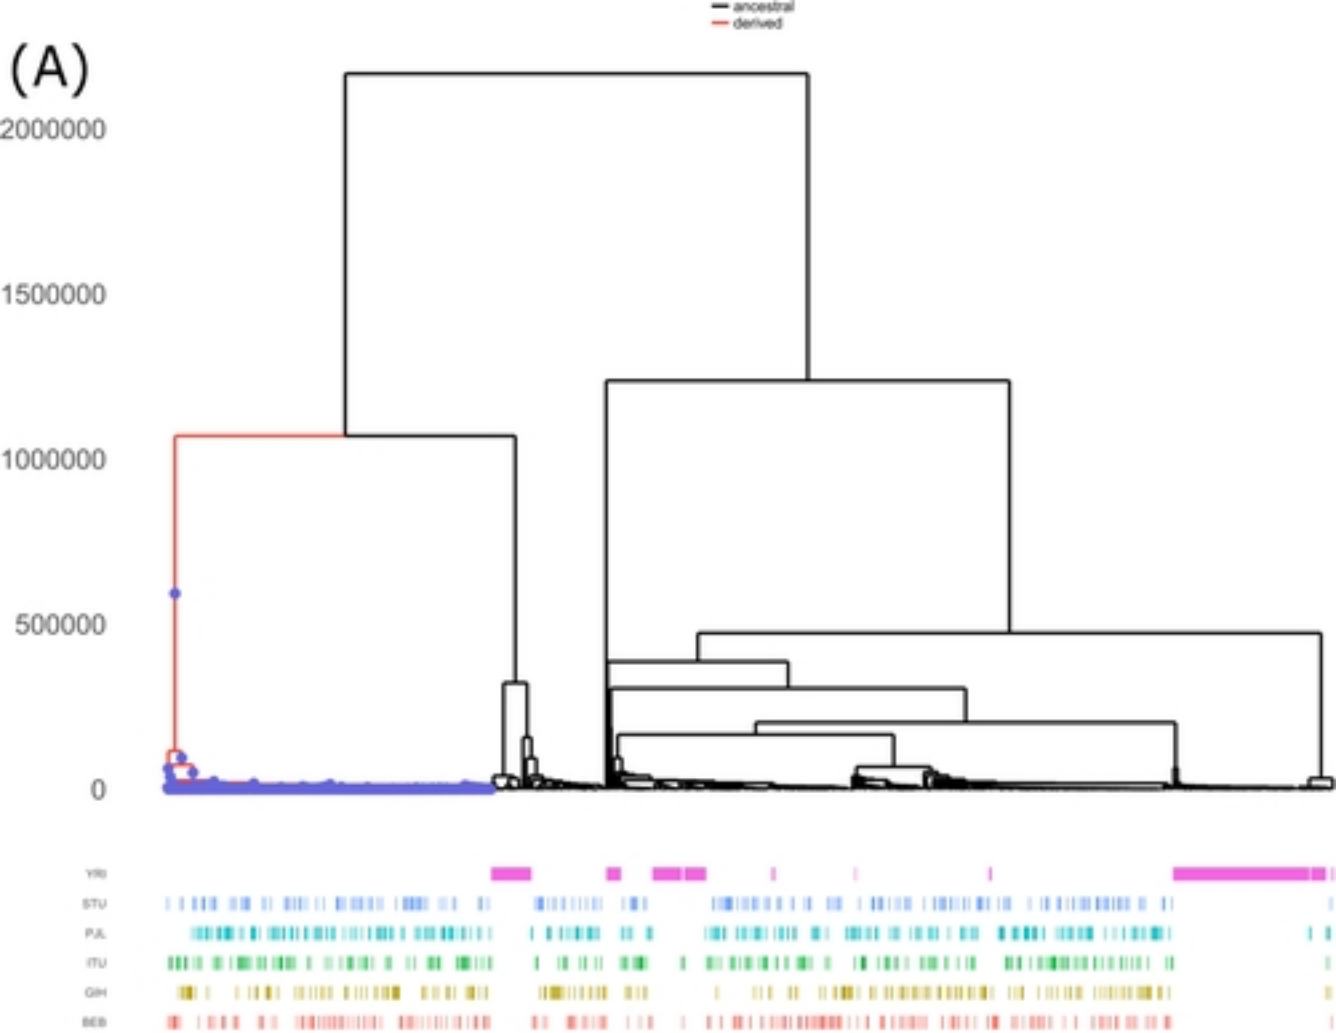 ancestral
derived
(A)
2000000
1500000
1000000
500000
0
YRI
STU
PJL
ITU
GIH
BEB